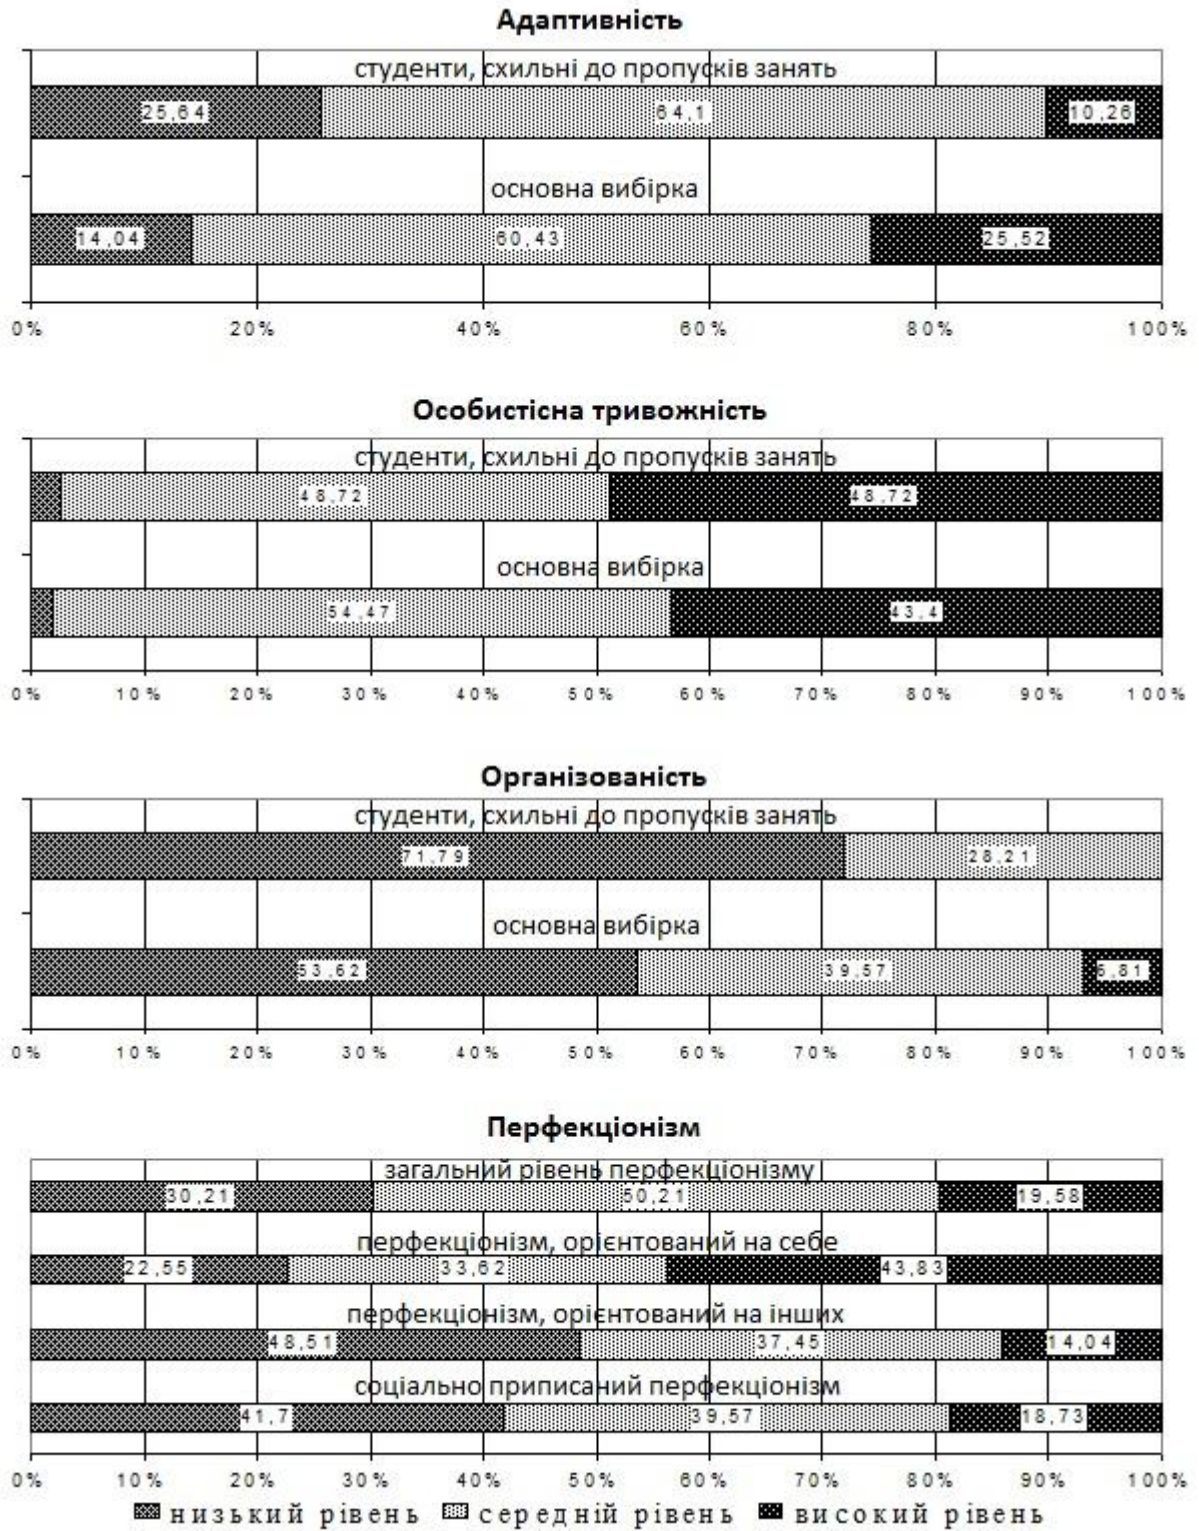 Адаптивність
студенти, схильні до пропусків занять
25,64 64,1 10,26
основна вибірка
14,04 60,43 25,52
0% 20% 40% 60% 80% 100%
Особистісна тривожність
студенти, схильні до пропусків занять
48,72 48,72
основна вибірка
54,47 43,4
0% 10% 20% 30% 40% 50% 60% 70% 80% 90% 100%
Організованість
студенти, схильні до пропусків занять
71,79 28,21
основна вибірка
53,62 39,57 6,81
0% 10% 20% 30% 40% 50% 60% 70% 80% 90% 100%
Перфекціонізм
загальний рівень перфекціонізму
30,21 50,21 19,58
перфекціонізм, орієнтований на себе
22,55 33,62 43,83
перфекціонізм, орієнтований на інших
48,51 37,45 14,04
соціально приписаний перфекціонізм
41,7 39,57 18,73
0% 10% 20% 30% 40% 50% 60% 70% 80% 90% 100%
низький рівень середній рівень високий рівень